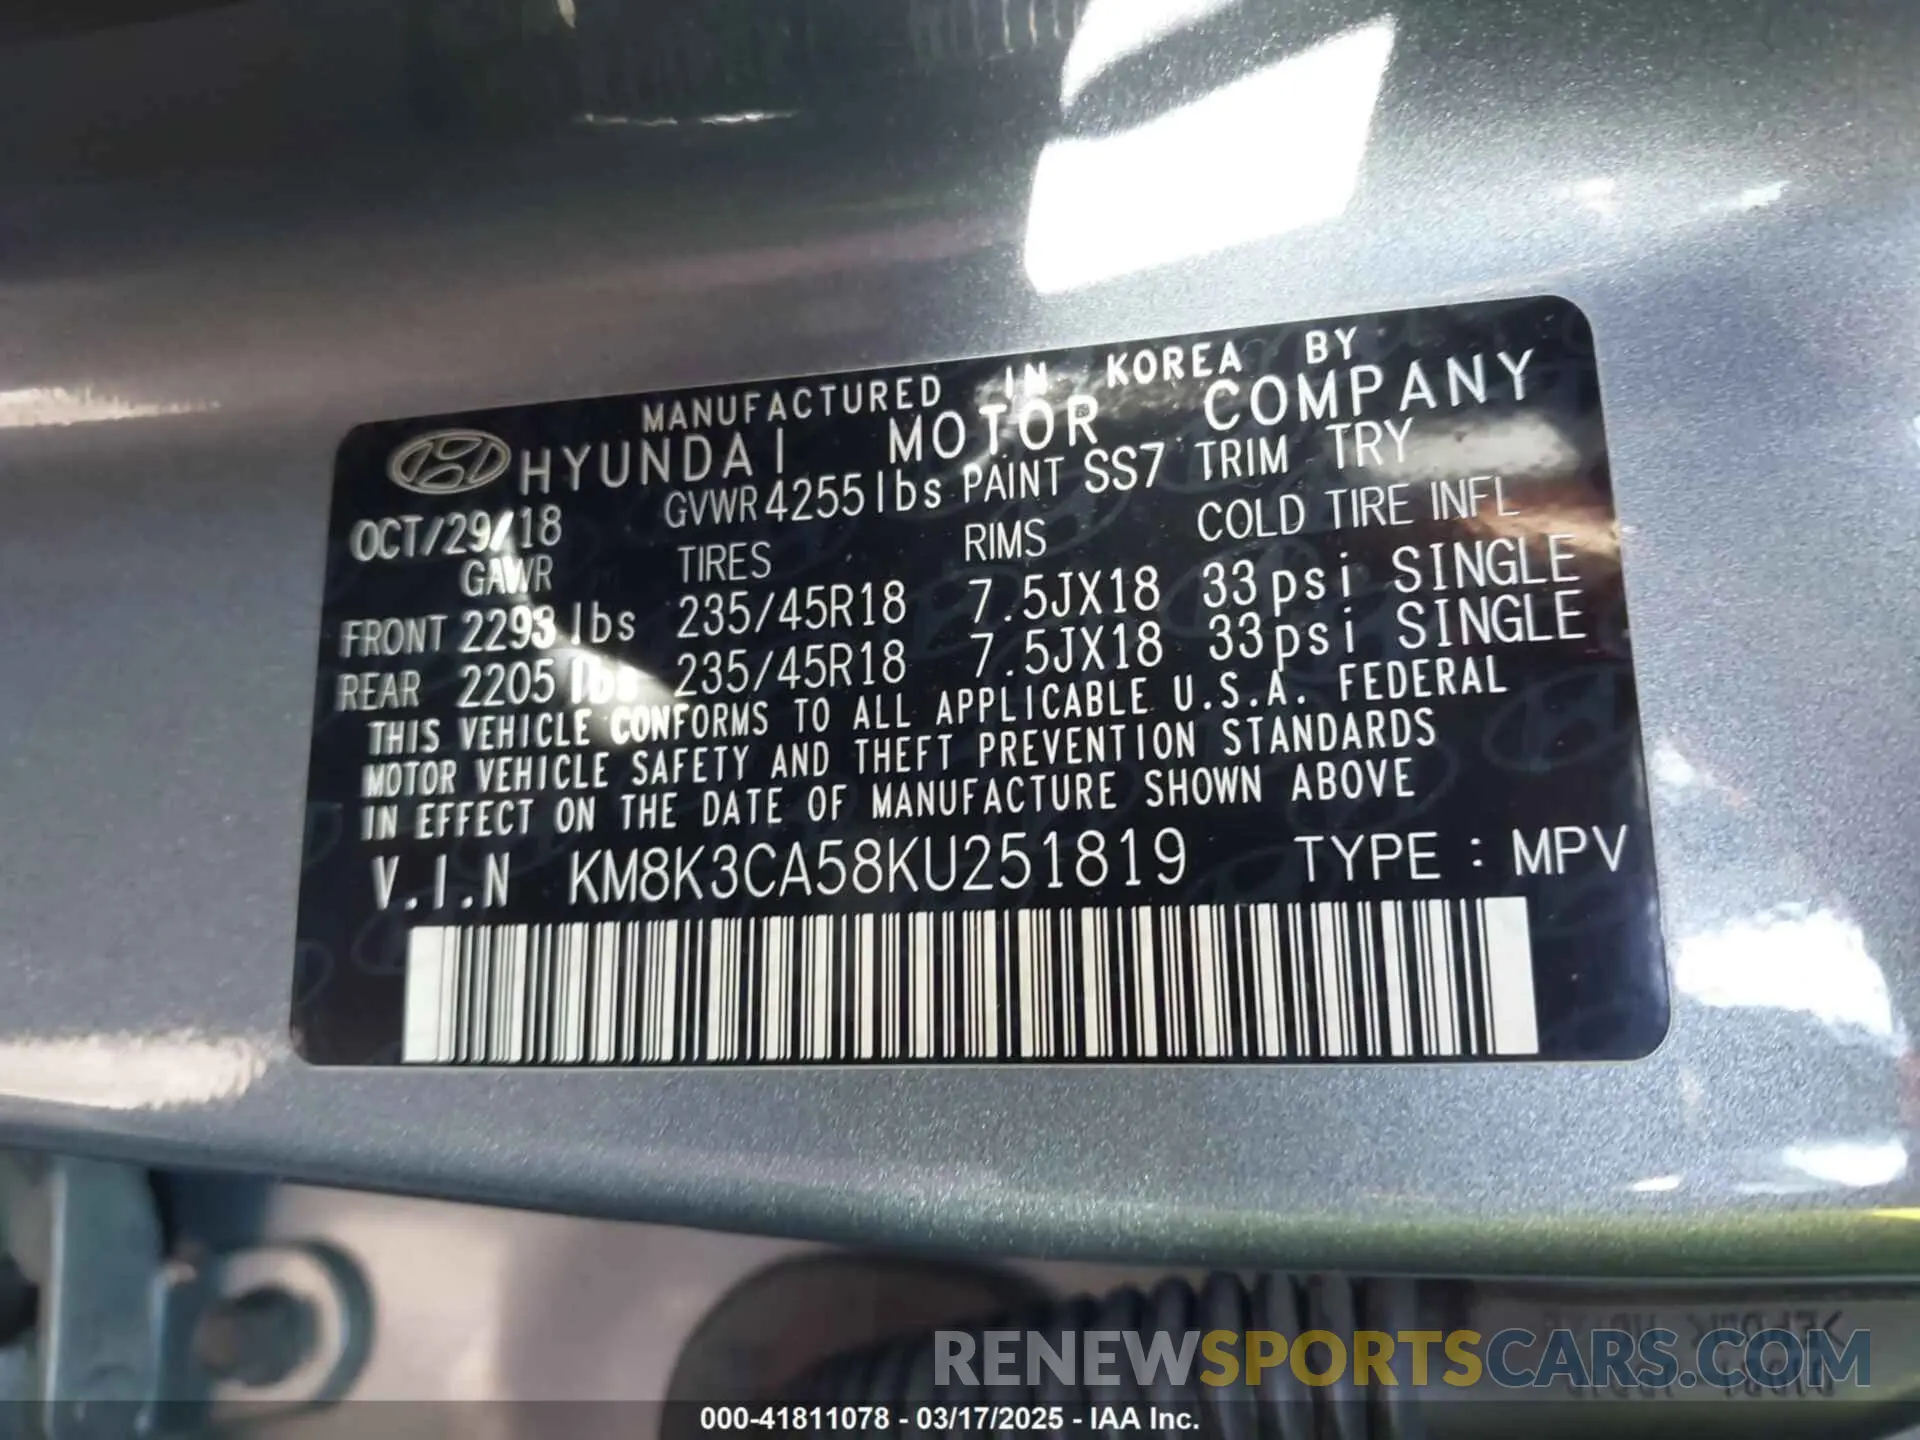 MANUFACTURED IN KOREA BY
HYUNDAI MOTOR COMPANY
OCT/29/18 GVWR 4255lbs PAINT SS7 TRIM TRY
GAWR TIRES RIMS COLD TIRE INFL
FRONT 2293 lbs 235/45R18 7.5JX18 33psi SINGLE
REAR 2205 lbs 235/45R18 7.5JX18 33psi SINGLE
THIS VEHICLE CONFORMS TO ALL APPLICABLE U.S.A. FEDERAL
MOTOR VEHICLE SAFETY AND THEFT PREVENTION STANDARDS
IN EFFECT ON THE DATE OF MANUFACTURE SHOWN ABOVE
V.I.N KM8K3CA58KU251819 TYPE : MPV
RENEWSPORTSCARS.COM
000-41811078 - 03/17/2025 - IAA Inc.